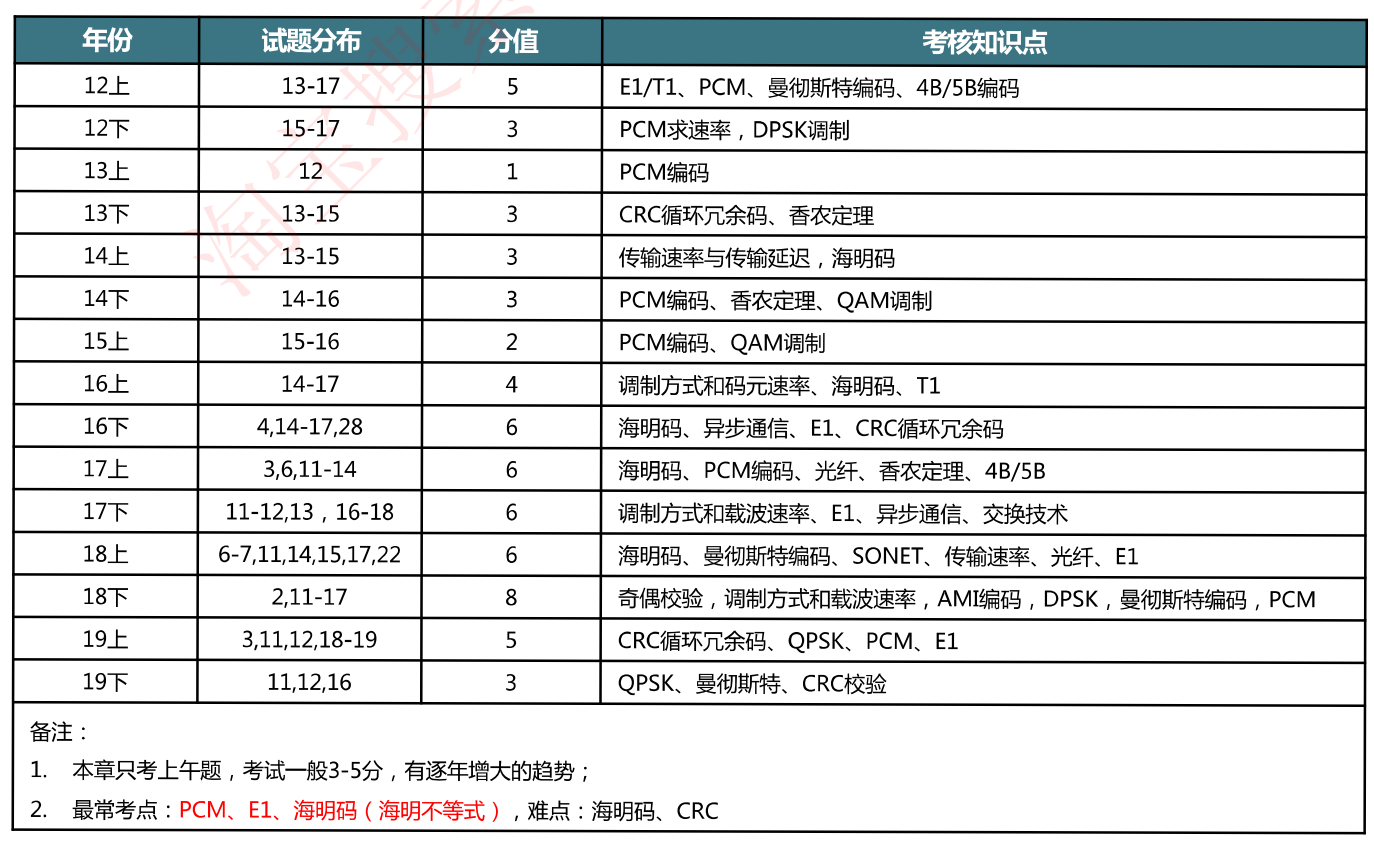 年份 试题分布 分值 考核知识点
12上 13-17 5 E1/T1、PCM、曼彻斯特编码、4B/5B编码
12下 15-17 3 PCM求速率，DPSK调制
13上 12 1 PCM编码
13下 13-15 3 CRC循环冗余码、香农定理
14上 13-15 3 传输速率与传输延迟，海明码
14下 14-16 3 PCM编码、香农定理、QAM调制
15上 15-16 2 PCM编码、QAM调制
16上 14-17 4 调制方式和码元速率、海明码、T1
16下 4,14-17,28 6 海明码、异步通信、E1、CRC循环冗余码
17上 3,6,11-14 6 海明码、PCM编码、光纤、香农定理、4B/5B
17下 11-12,13，16-18 6 调制方式和载波速率、E1、异步通信、交换技术
18上 6-7,11,14,15,17,22 6 海明码、曼彻斯特编码、SONET、传输速率、光纤、E1
18下 2,11-17 8 奇偶校验，调制方式和载波速率，AMI编码，DPSK，曼彻斯特编码，PCM
19上 3,11,12,18-19 5 CRC循环冗余码、QPSK、PCM、E1
19下 11,12,16 3 QPSK、曼彻斯特、CRC校验
备注：
1. 本章只考上午题，考试一般3-5分，有逐年增大的趋势；
2. 最常考点：PCM、E1、海明码（海明不等式），难点：海明码、CRC
淘宝搜索